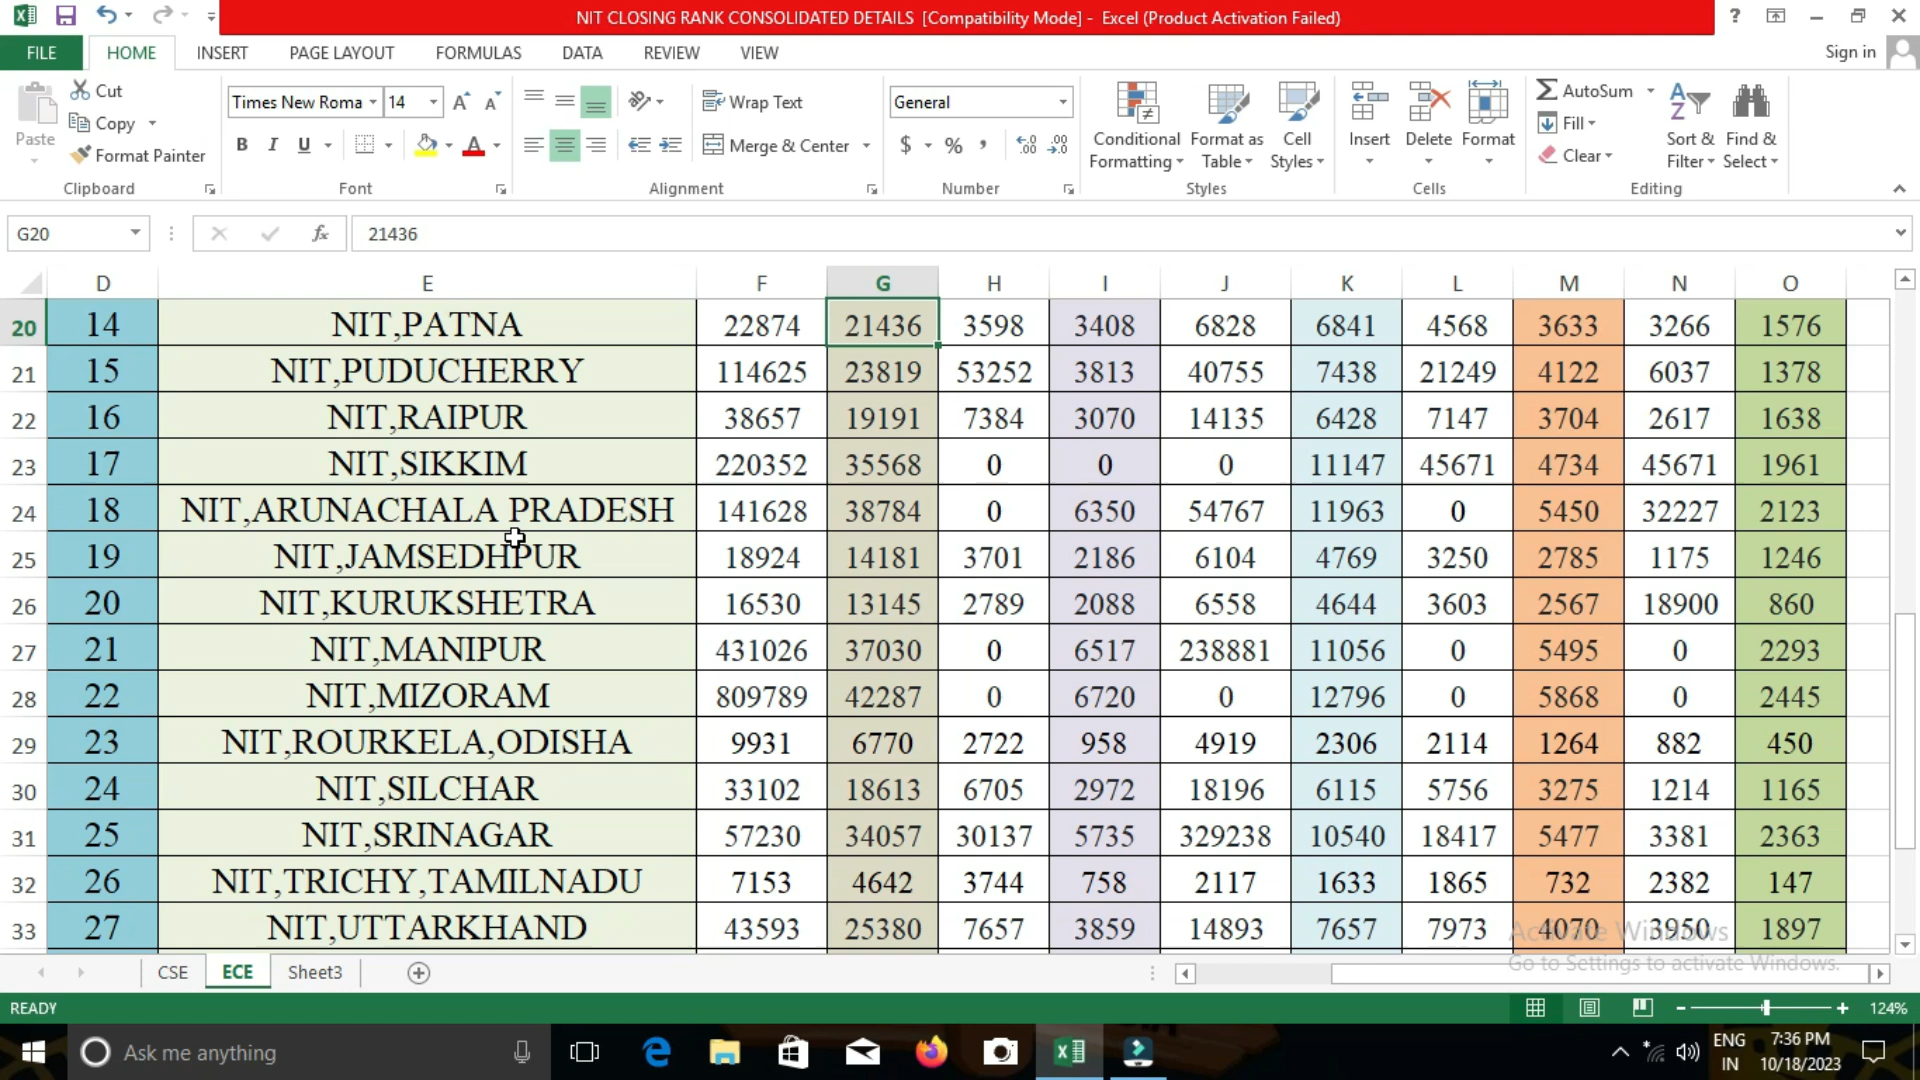 NIT CLOSING RANK CONSOLIDATED DETAILS [Compatibility Mode] - Excel (Product Activation Failed)
FILE HOME INSERT PAGE LAYOUT FORMULAS DATA REVIEW VIEW Sign in
Paste Cut Copy Format Painter
Times New Roma 14
B I U
Wrap Text
Merge & Center
General
$ % ,
Conditional Formatting Format as Table Cell Styles
Insert Delete Format
AutoSum Fill Clear
Sort & Filter Find & Select
Clipboard Font Alignment Number Styles Cells Editing
G20 fx 21436
D E F G H I J K L M N O
20 14 NIT,PATNA 22874 21436 3598 3408 6828 6841 4568 3633 3266 1576
21 15 NIT,PUDUCHERRY 114625 23819 53252 3813 40755 7438 21249 4122 6037 1378
22 16 NIT,RAIPUR 38657 19191 7384 3070 14135 6428 7147 3704 2617 1638
23 17 NIT,SIKKIM 220352 35568 0 0 0 11147 45671 4734 45671 1961
24 18 NIT,ARUNACHALA PRADESH 141628 38784 0 6350 54767 11963 0 5450 32227 2123
25 19 NIT,JAMSEDHPUR 18924 14181 3701 2186 6104 4769 3250 2785 1175 1246
26 20 NIT,KURUKSHETRA 16530 13145 2789 2088 6558 4644 3603 2567 18900 860
27 21 NIT,MANIPUR 431026 37030 0 6517 238881 11056 0 5495 0 2293
28 22 NIT,MIZORAM 809789 42287 0 6720 0 12796 0 5868 0 2445
29 23 NIT,ROURKELA,ODISHA 9931 6770 2722 958 4919 2306 2114 1264 882 450
30 24 NIT,SILCHAR 33102 18613 6705 2972 18196 6115 5756 3275 1214 1165
31 25 NIT,SRINAGAR 57230 34057 30137 5735 329238 10540 18417 5477 3381 2363
32 26 NIT,TRICHY,TAMILNADU 7153 4642 3744 758 2117 1633 1865 732 2382 147
33 27 NIT,UTTARKHAND 43593 25380 7657 3859 14893 7657 7973 4070 3950 1897
Activate Windows
Go to Settings to activate Windows.
CSE ECE Sheet3
READY 124%
Ask me anything
ENG 7:36 PM
IN 10/18/2023